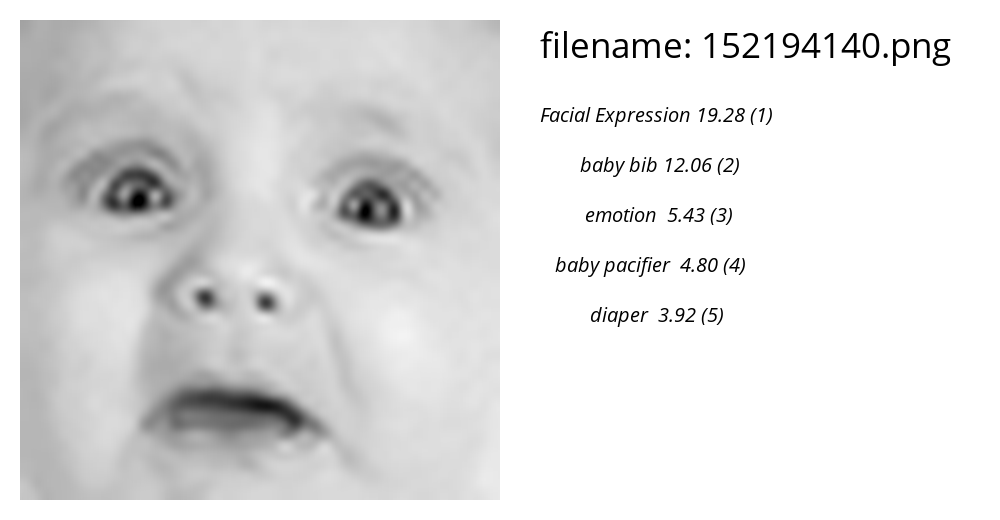 filename: 152194140.png
Facial Expression 19.28 (1)
baby bib 12.06 (2)
emotion  5.43 (3)
baby pacifier  4.80 (4)
diaper  3.92 (5)